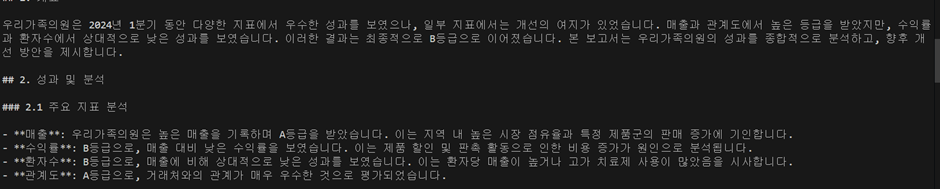 우리가족의원은 2024년 1분기 동안 다양한 지표에서 우수한 성과를 보였으나, 일부 지표에서는 개선의 여지가 있었습니다. 매출과 관계도에서 높은 등급을 받았지만, 수익률
과 환자수에서 상대적으로 낮은 성과를 보였습니다. 이러한 결과는 최종적으로 B등급으로 이어졌습니다. 본 보고서는 우리가족의원의 성과를 종합적으로 분석하고, 향후 개
선 방안을 제시합니다.
## 2. 성과 및 분석
### 2.1 주요 지표 분석
- **매출**: 우리가족의원은 높은 매출을 기록하며 A등급을 받았습니다. 이는 지역 내 높은 시장 점유율과 특정 제품군의 판매 증가에 기인합니다.
- **수익률**: B등급으로, 매출 대비 낮은 수익률을 보였습니다. 이는 제품 할인 및 판촉 활동으로 인한 비용 증가가 원인으로 분석됩니다.
- **환자수**: B등급으로, 매출에 비해 상대적으로 낮은 성과를 보였습니다. 이는 환자당 매출이 높거나 고가 치료제 사용이 많았음을 시사합니다.
- **관계도**: A등급으로, 거래처와의 관계가 매우 우수한 것으로 평가되었습니다.